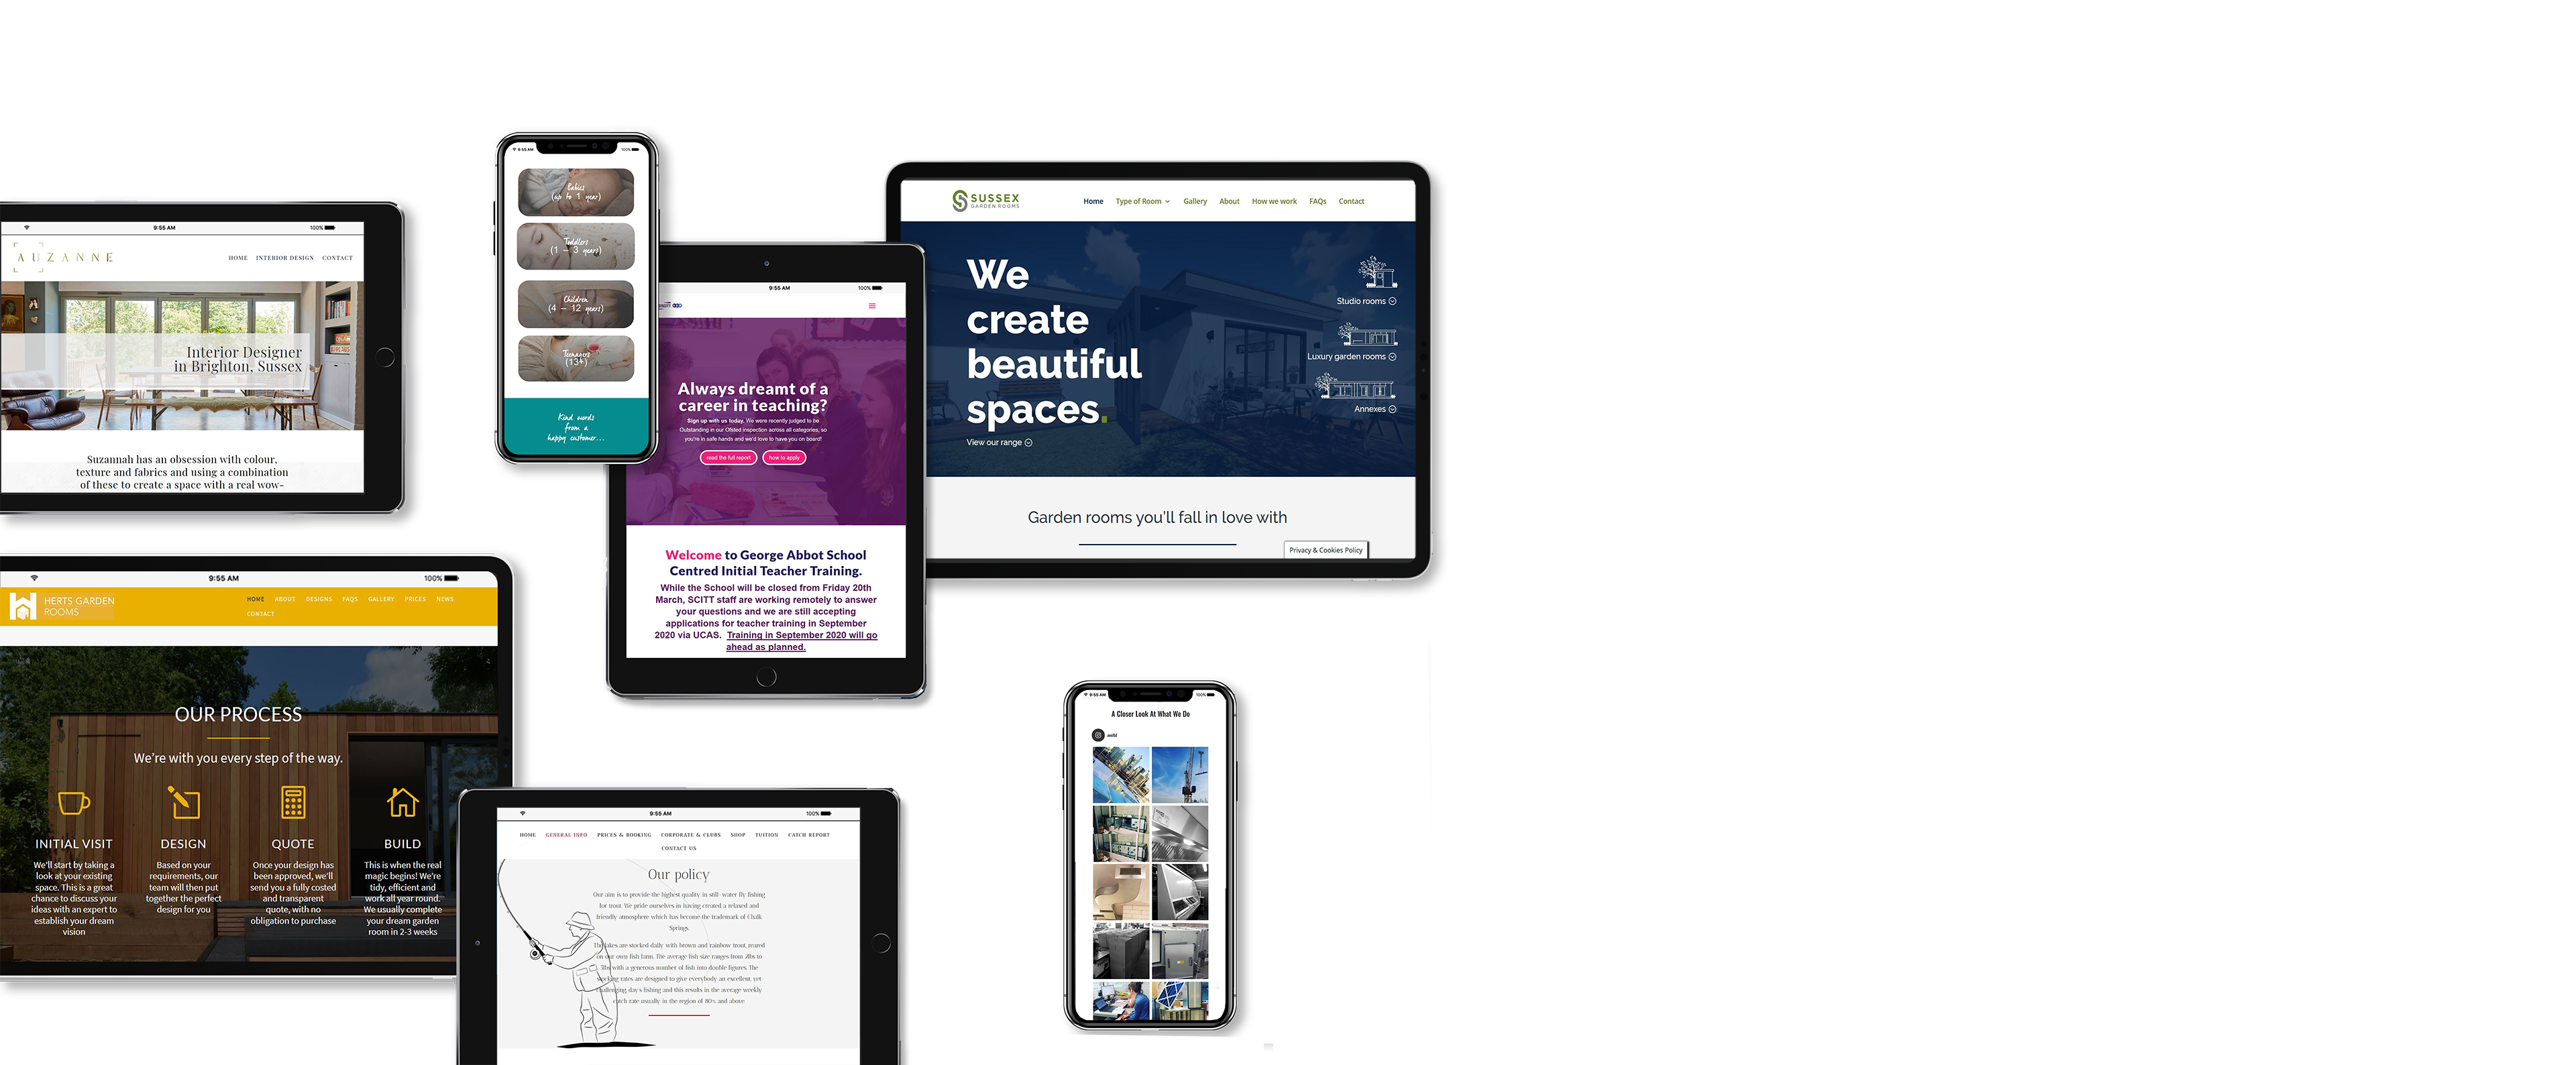 9:55 AM
100%
AUZANNE
HOME INTERIOR DESIGN CONTACT
Interior Designer
in Brighton, Sussex
Suzannah has an obsession with colour,
texture and fabrics and using a combination
of these to create a space with a real wow-
9:55 AM
100%
Babies
(up to 1 year)
Toddlers
(1 – 3 years)
Children
(4 – 12 years)
Teenagers
(13+)
Kind words
from a
happy customer...
9:55 AM
100%
Always dreamt of a
career in teaching?
Sign up with us today. We were recently judged to be
Outstanding in our Ofsted inspection across all categories, so
you're in safe hands and we'd love to have you on board!
read the full report how to apply
Welcome to George Abbot School
Centred Initial Teacher Training.
While the School will be closed from Friday 20th
March, SCITT staff are working remotely to answer
your questions and we are still accepting
applications for teacher training in September
2020 via UCAS. Training in September 2020 will go
ahead as planned.
SUSSEX
GARDEN ROOMS
Home Type of Room Gallery About How we work FAQs Contact
We
create
beautiful
spaces.
View our range
Studio rooms
Luxury garden rooms
Annexes
Garden rooms you'll fall in love with
Privacy & Cookies Policy
9:55 AM
100%
HERTS GARDEN
ROOMS
HOME ABOUT DESIGNS FAQS GALLERY PRICES NEWS
CONTACT
OUR PROCESS
We're with you every step of the way.
INITIAL VISIT
We'll start by taking a
look at your existing
space. This is a great
chance to discuss your
ideas with an expert to
establish your dream
vision
DESIGN
Based on your
requirements, our
team will then put
together the perfect
design for you
QUOTE
Once your design has
been approved, we'll
send you a fully costed
and transparent
quote, with no
obligation to purchase
BUILD
This is when the real
magic begins! We're
tidy, efficient and
work all year round.
We usually complete
your dream garden
room in 2-3 weeks
9:55 AM
100%
HOME GENERAL INFO PRICES & BOOKING CORPORATE & CLUBS SHOP TUITION CATCH REPORT
CONTACT US
Our policy
Our aim is to provide the highest quality in still-water fly fishing
for trout. We pride ourselves in having created a relaxed and
friendly atmosphere which has become the trademark of Chalk
Springs.
The lakes are stocked daily with brown and rainbow trout, reared
on our own fish farm. The average fish size ranges from 2lbs to
3lbs with a generous number of fish into double figures. The
stocking rates are designed to give everybody an excellent, yet
challenging, day's fishing and this results in the average weekly
catch rate usually in the region of 80% and above.
9:55 AM
100%
A Closer Look At What We Do